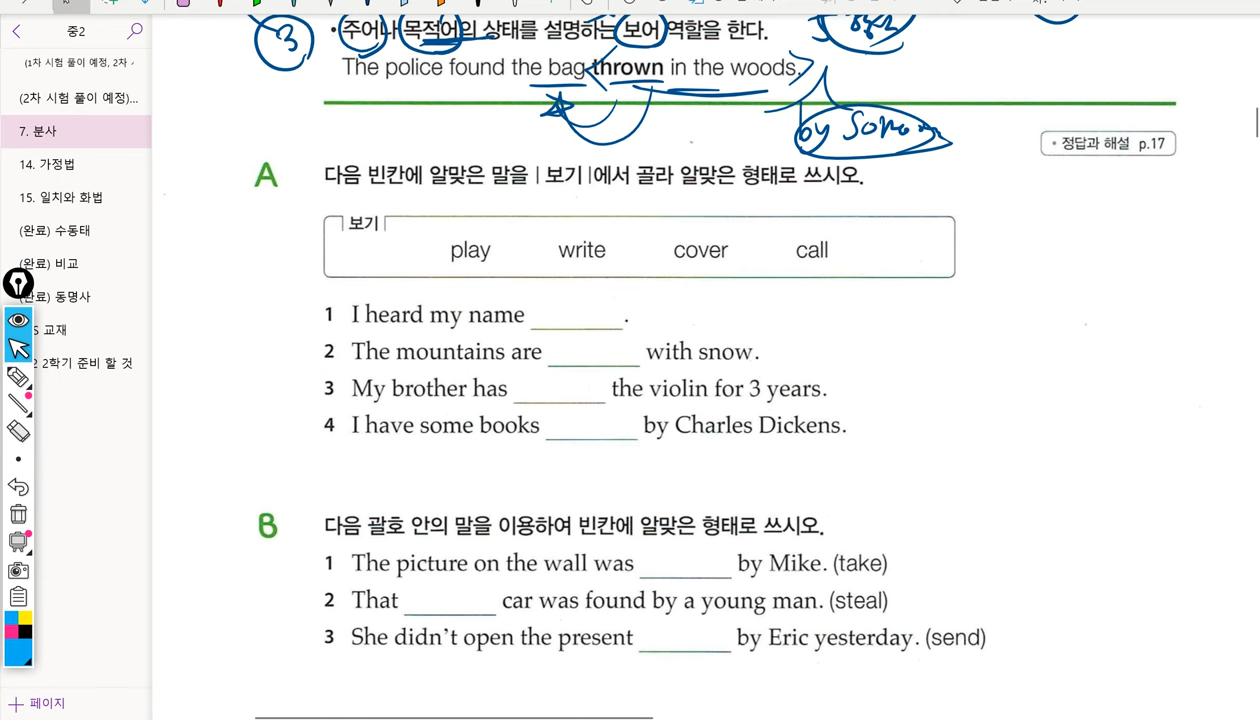 중2
(1차 시험 풀이 예정, 2차
(2차 시험 풀이 예정)...
7. 분사
14. 가정법
15. 일치와 화법
(완료) 수동태
(완료) 비교
(완료) 동명사
교재
2학기 준비 할 것
페이지
3
• 주어나 목적어의 상태를 설명하는 보어 역할을 한다.
The police found the bag thrown in the woods.
by
정답과 해설 p.17
A 다음 빈칸에 알맞은 말을 | 보기 |에서 골라 알맞은 형태로 쓰시오.
보기
play write cover call
1 I heard my name ________.
2 The mountains are ________ with snow.
3 My brother has ________ the violin for 3 years.
4 I have some books ________ by Charles Dickens.
B 다음 괄호 안의 말을 이용하여 빈칸에 알맞은 형태로 쓰시오.
1 The picture on the wall was ________ by Mike. (take)
2 That ________ car was found by a young man. (steal)
3 She didn't open the present ________ by Eric yesterday. (send)